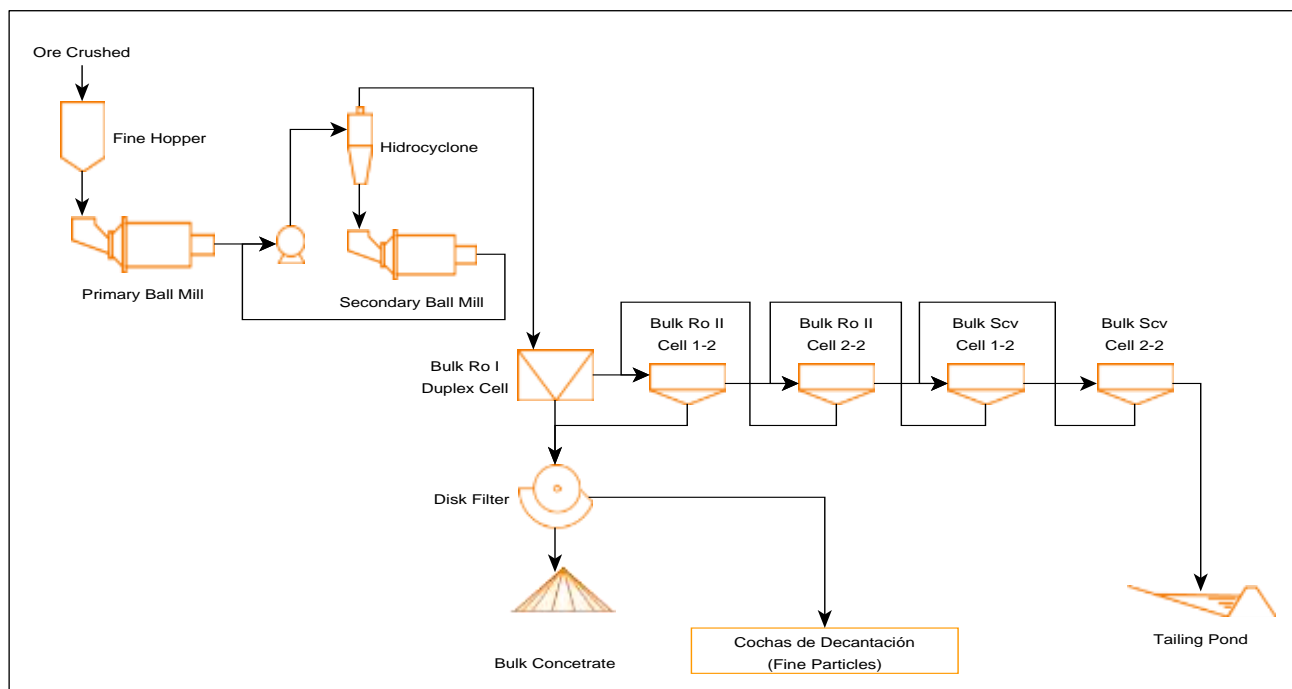 Ore Crushed
Fine Hopper
Hidrocyclone
Primary Ball Mill
Secondary Ball Mill
Bulk Ro I
Duplex Cell
Bulk Ro II
Cell 1-2
Bulk Ro II
Cell 2-2
Bulk Scv
Cell 1-2
Bulk Scv
Cell 2-2
Disk Filter
Bulk Concetrate
Cochas de Decantación
(Fine Particles)
Tailing Pond